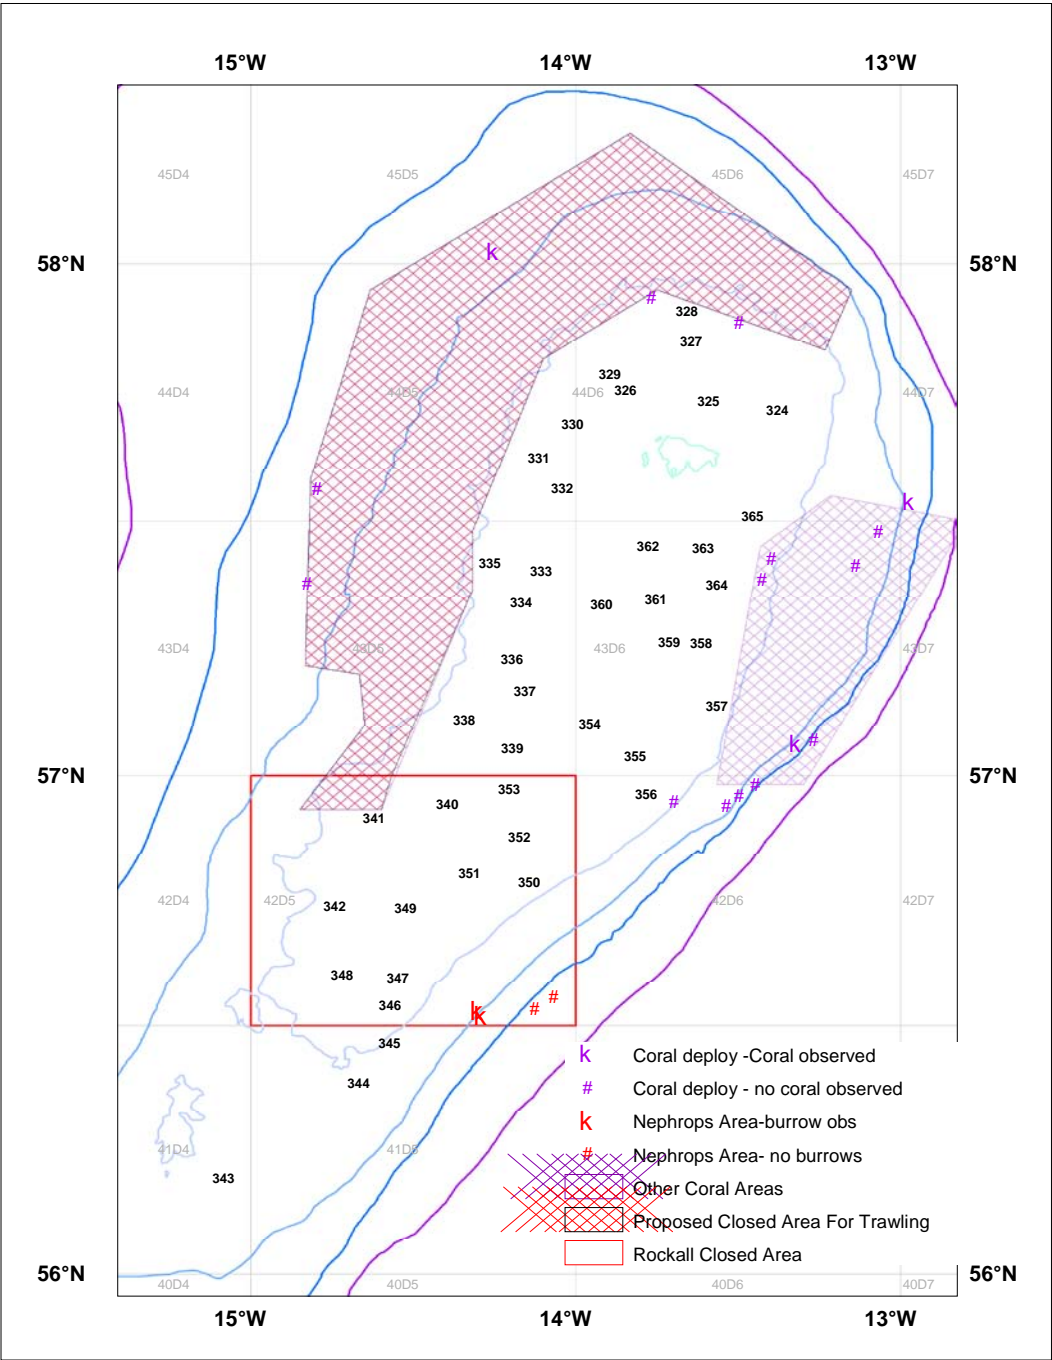 15°W 14°W 13°W
45D4 45D5 45D6 45D7
58°N 58°N
k
#
328
#
327
329
326
44D4 44D5 44D6 44D7
325
324
330
331
332
#
k
365
#
362 363
#
335
#
333
#
#
364
334 360 361
359 358
43D4 43D5 43D6 43D7
336
337
357
338 354
k #
339
355
57°N 57°N
353
#
356
#
340
#
#
341
352
351
350
42D4 42D5 42D6 42D7
342 349
348 347
#
346
#
k
k
345
k Coral deploy -Coral observed
344
# Coral deploy - no coral observed
k Nephrops Area-burrow obs
41D4 41D5
# Nephrops Area- no burrows
343
Other Coral Areas
Proposed Closed Area For Trawling
Rockall Closed Area
56°N 56°N
40D4 40D5 40D6 40D7
15°W 14°W 13°W